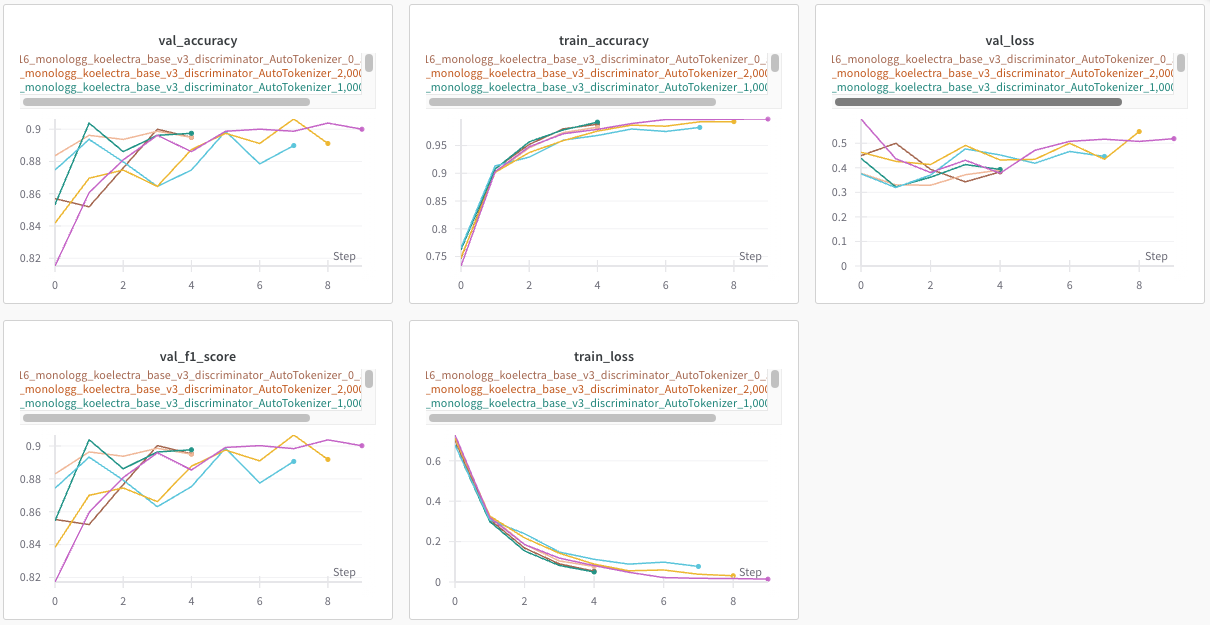 val_accuracy
l6_monologg_koelectra_base_v3_discriminator_AutoTokenizer_0_
_monologg_koelectra_base_v3_discriminator_AutoTokenizer_2,000
_monologg_koelectra_base_v3_discriminator_AutoTokenizer_1,000
0.9
0.88
0.86
0.84
0.82
Step
0 2 4 6 8
train_accuracy
l6_monologg_koelectra_base_v3_discriminator_AutoTokenizer_0_
_monologg_koelectra_base_v3_discriminator_AutoTokenizer_2,000
_monologg_koelectra_base_v3_discriminator_AutoTokenizer_1,000
0.95
0.9
0.85
0.8
0.75
Step
0 2 4 6 8
val_loss
l6_monologg_koelectra_base_v3_discriminator_AutoTokenizer_0_
_monologg_koelectra_base_v3_discriminator_AutoTokenizer_2,000
_monologg_koelectra_base_v3_discriminator_AutoTokenizer_1,000
0.5
0.4
0.3
0.2
0.1
0
Step
0 2 4 6 8
val_f1_score
l6_monologg_koelectra_base_v3_discriminator_AutoTokenizer_0_
_monologg_koelectra_base_v3_discriminator_AutoTokenizer_2,000
_monologg_koelectra_base_v3_discriminator_AutoTokenizer_1,000
0.9
0.88
0.86
0.84
0.82
Step
0 2 4 6 8
train_loss
l6_monologg_koelectra_base_v3_discriminator_AutoTokenizer_0_
_monologg_koelectra_base_v3_discriminator_AutoTokenizer_2,000
_monologg_koelectra_base_v3_discriminator_AutoTokenizer_1,000
0.6
0.4
0.2
0
Step
0 2 4 6 8